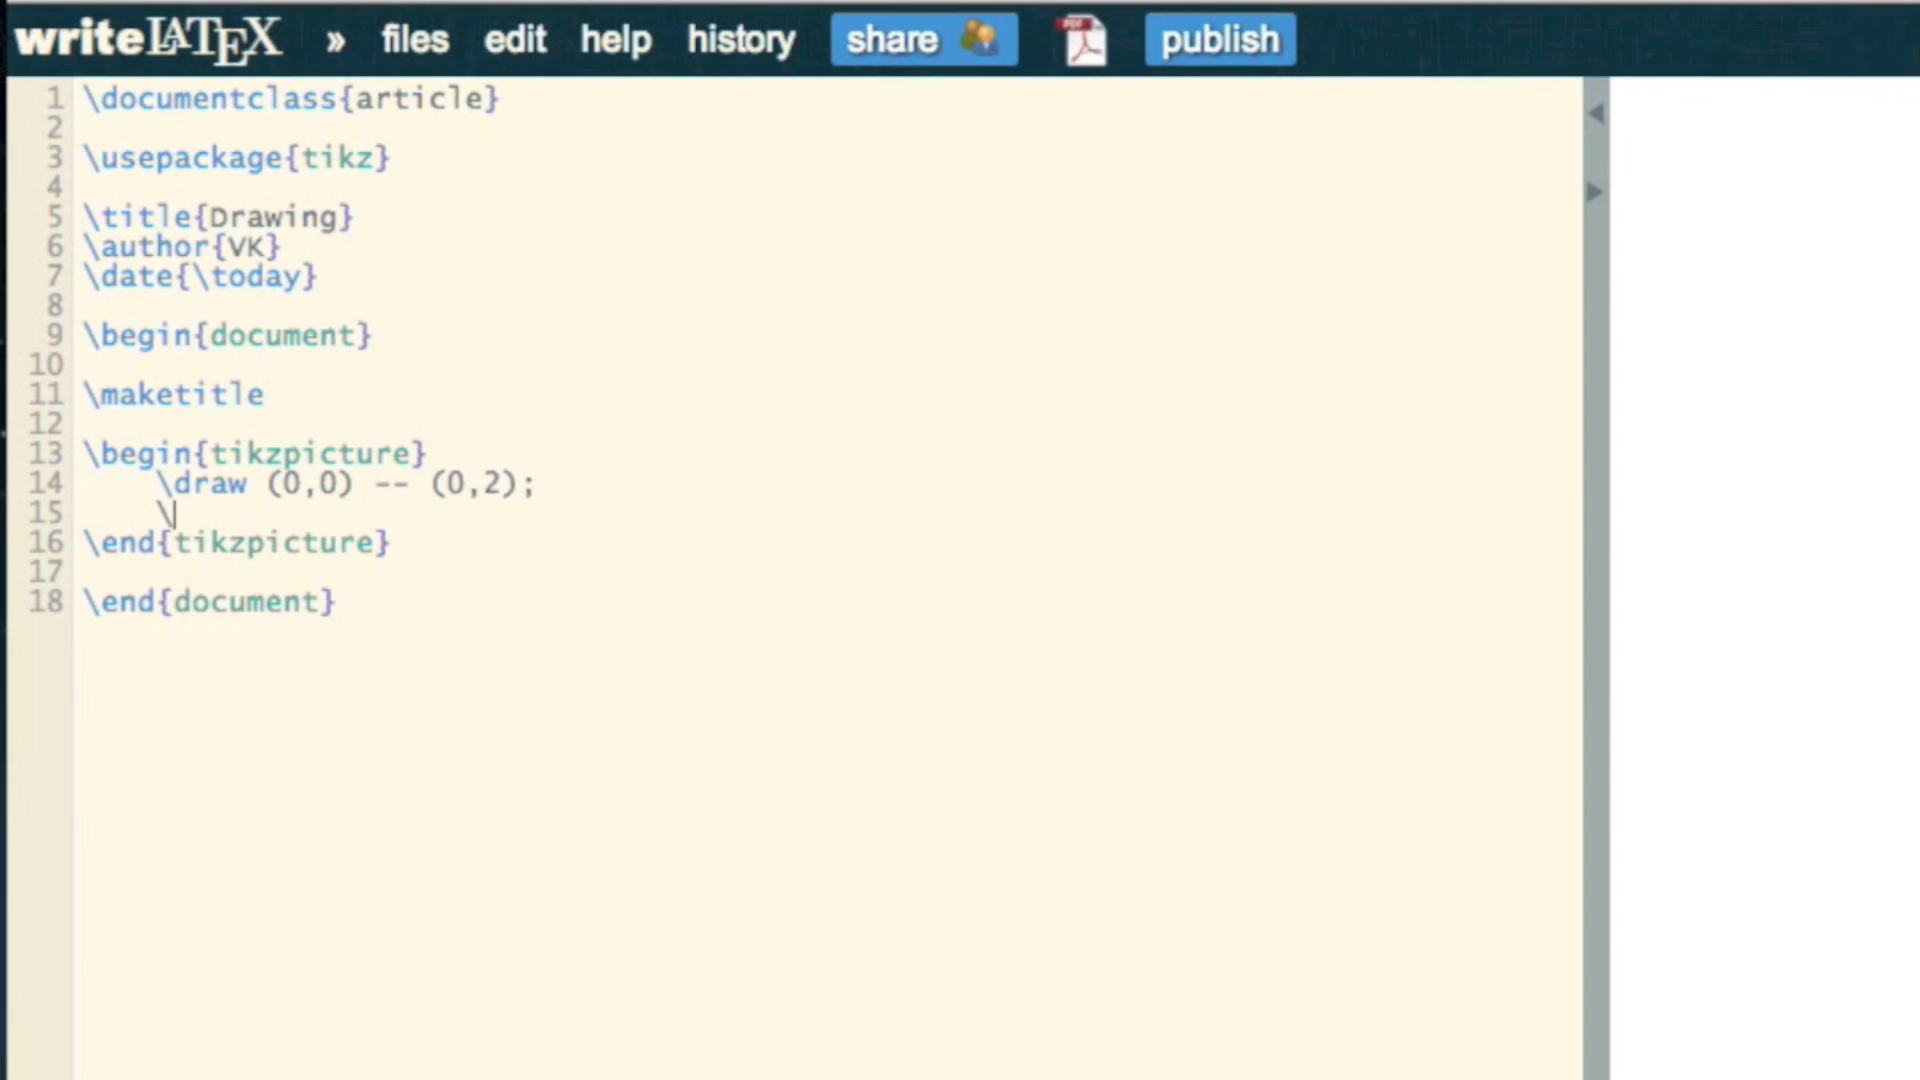 writeLATEX » files edit help history share PDF publish
1 \documentclass{article}
2
3 \usepackage{tikz}
4
5 \title{Drawing}
6 \author{VK}
7 \date{\today}
8
9 \begin{document}
10
11 \maketitle
12
13 \begin{tikzpicture}
14     \draw (0,0) -- (0,2);
15     \
16 \end{tikzpicture}
17
18 \end{document}